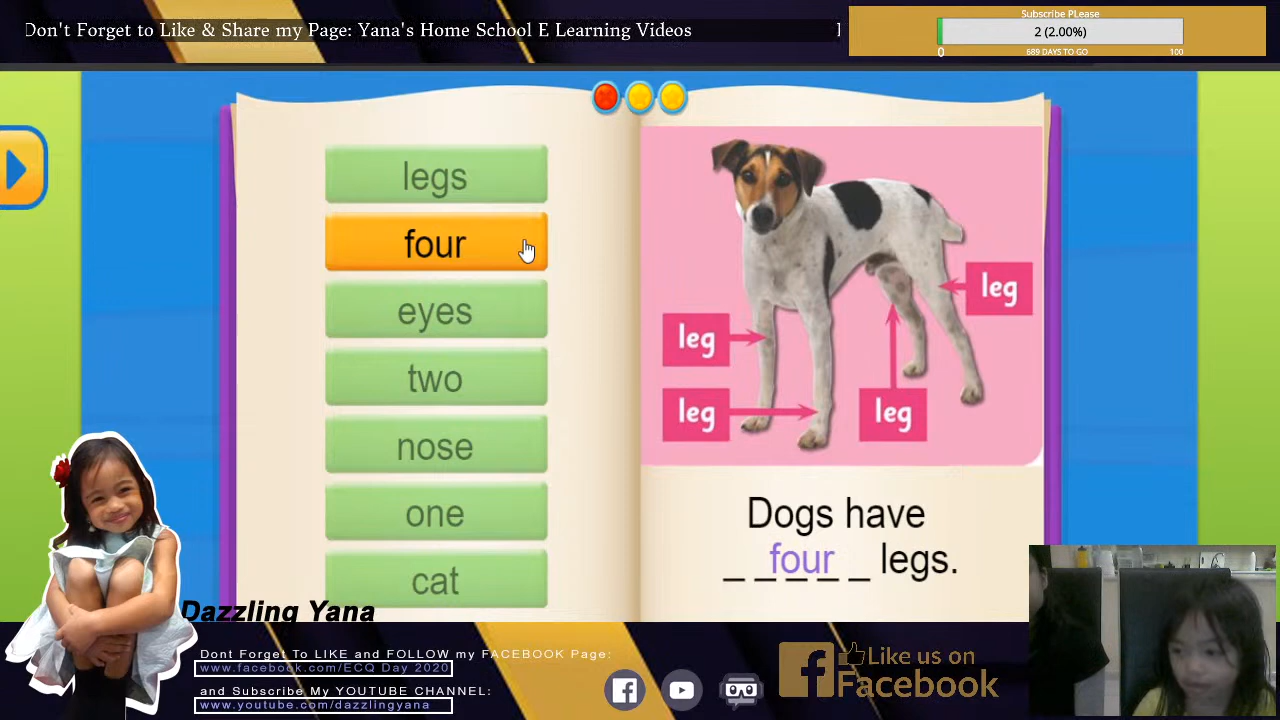 Don't Forget to Like & Share my Page: Yana's Home School E Learning Videos
Subscribe PLease
2 (2.00%)
0
689 DAYS TO GO
100
legs
four
eyes
two
nose
one
cat
leg
leg
leg
leg
Dogs have
_ four _ legs.
Dazzling Yana
Dont Forget To LIKE and FOLLOW my FACEBOOK Page:
www.facebook.com/ECQ Day 2020
and Subscribe My YOUTUBE CHANNEL:
www.youtube.com/dazzlingyana
Like us on
Facebook